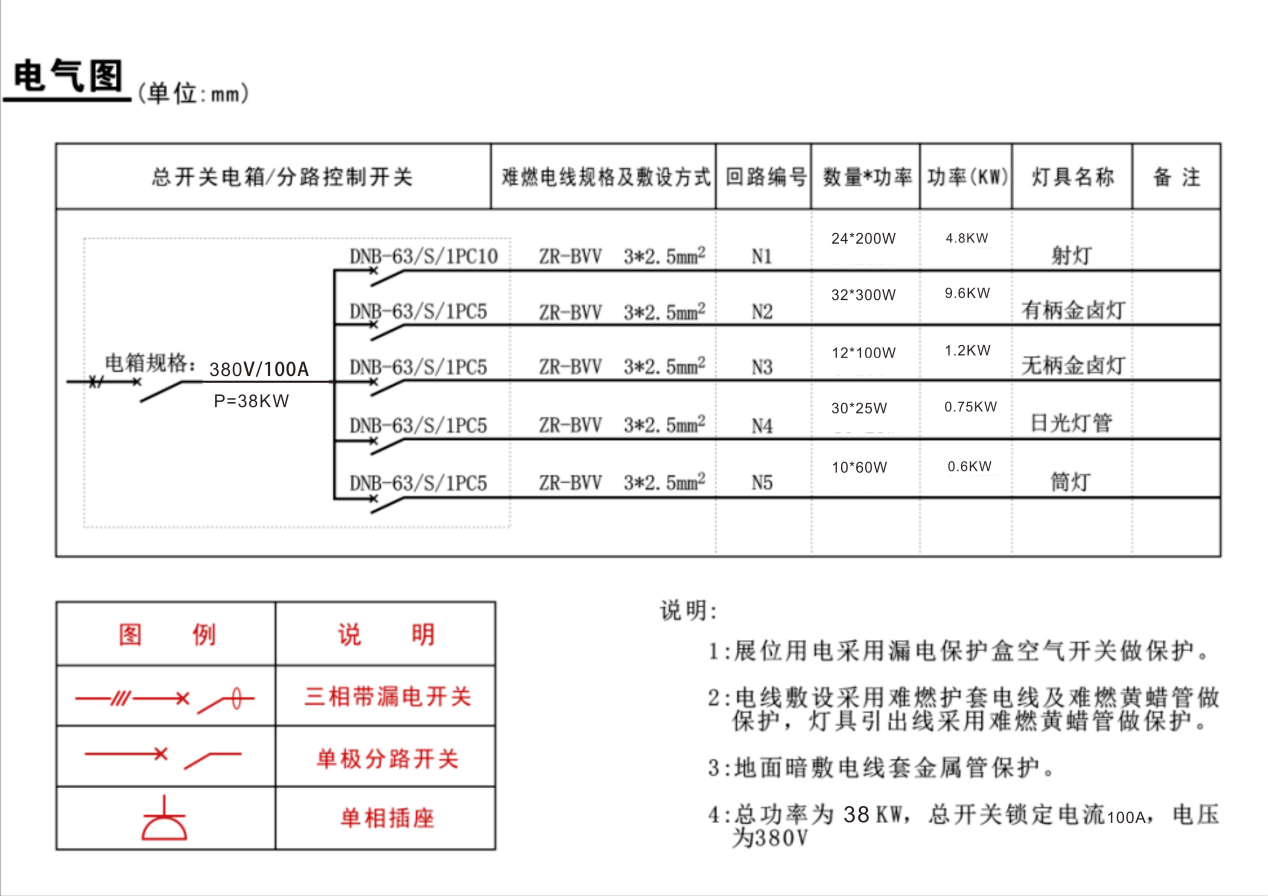 电气图 (单位:mm)
总开关电箱/分路控制开关 难燃电线规格及敷设方式 回路编号 数量*功率 功率(KW) 灯具名称 备 注
DNB-63/S/1PC10 ZR-BVV 3*2.5mm² N1 24*200W 4.8KW 射灯
DNB-63/S/1PC5 ZR-BVV 3*2.5mm² N2 32*300W 9.6KW 有柄金卤灯
电箱规格: 380V/100A
P=38KW
DNB-63/S/1PC5 ZR-BVV 3*2.5mm² N3 12*100W 1.2KW 无柄金卤灯
DNB-63/S/1PC5 ZR-BVV 3*2.5mm² N4 30*25W 0.75KW 日光灯管
DNB-63/S/1PC5 ZR-BVV 3*2.5mm² N5 10*60W 0.6KW 筒灯
图 例 说 明
三相带漏电开关
单极分路开关
单相插座
说明:
1:展位用电采用漏电保护盒空气开关做保护。
2:电线敷设采用难燃护套电线及难燃黄蜡管做
保护，灯具引出线采用难燃黄蜡管做保护。
3:地面暗敷电线套金属管保护。
4:总功率为 38 KW，总开关锁定电流100A，电压
为380V